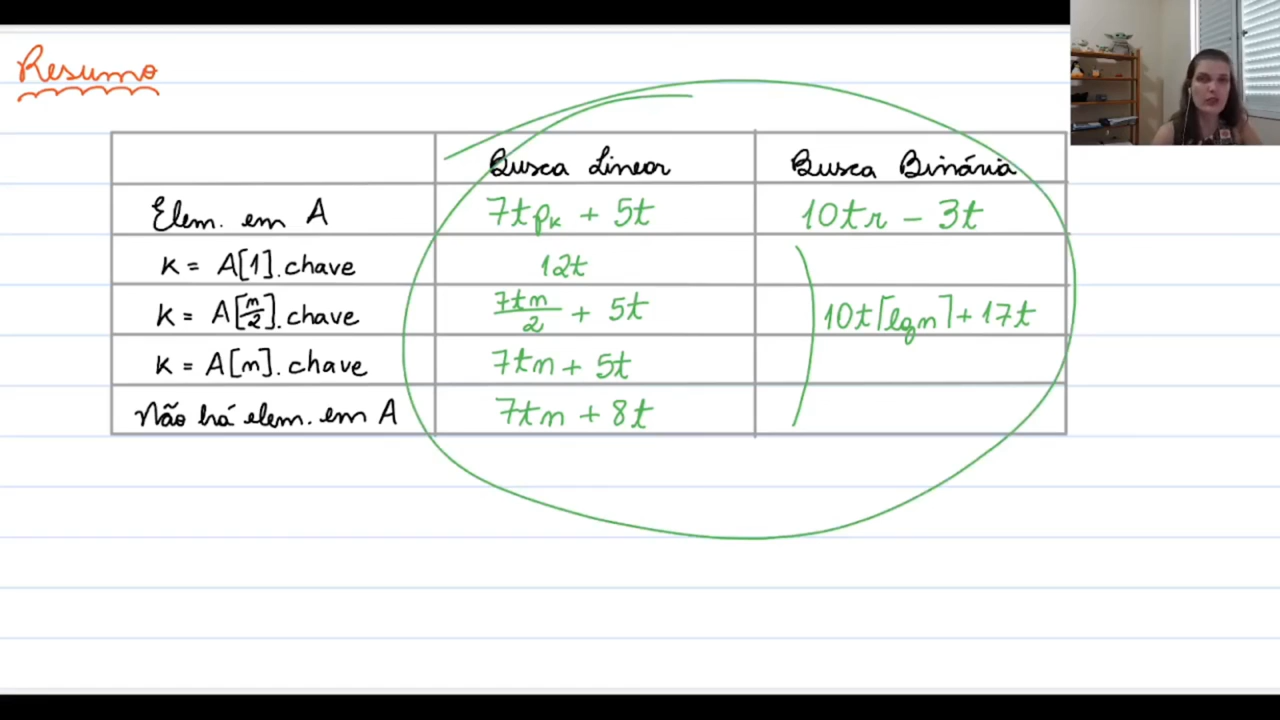 Resumo
Busca Linear Busca Binária
Elem. em A 7tpₖ + 5t 10tr - 3t
k = A[1].chave 12t
k = A[n/2].chave 7tn/2 + 5t 10t⌈lg n⌉ + 17t
k = A[n].chave 7tn + 5t
Não há elem. em A 7tn + 8t